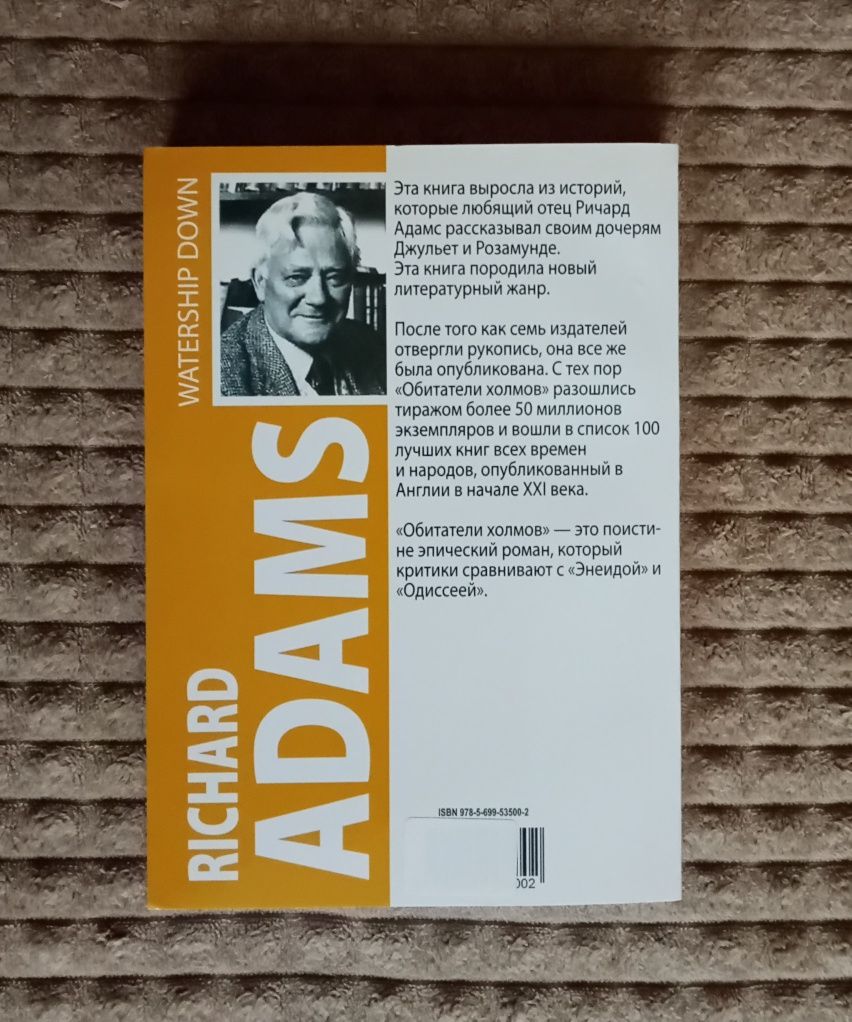 WATERSHIP DOWN
RICHARD
ADAMS
Эта книга выросла из историй,
которые любящий отец Ричард
Адамс рассказывал своим дочерям
Джульет и Розамунде.
Эта книга породила новый
литературный жанр.
После того как семь издателей
отвергли рукопись, она все же
была опубликована. С тех пор
«Обитатели холмов» разошлись
тиражом более 50 миллионов
экземпляров и вошли в список 100
лучших книг всех времен
и народов, опубликованный в
Англии в начале XXI века.
«Обитатели холмов» — это поисти-
не эпический роман, который
критики сравнивают с «Энеидой» и
«Одиссеей».
ISBN 978-5-699-53500-2
002